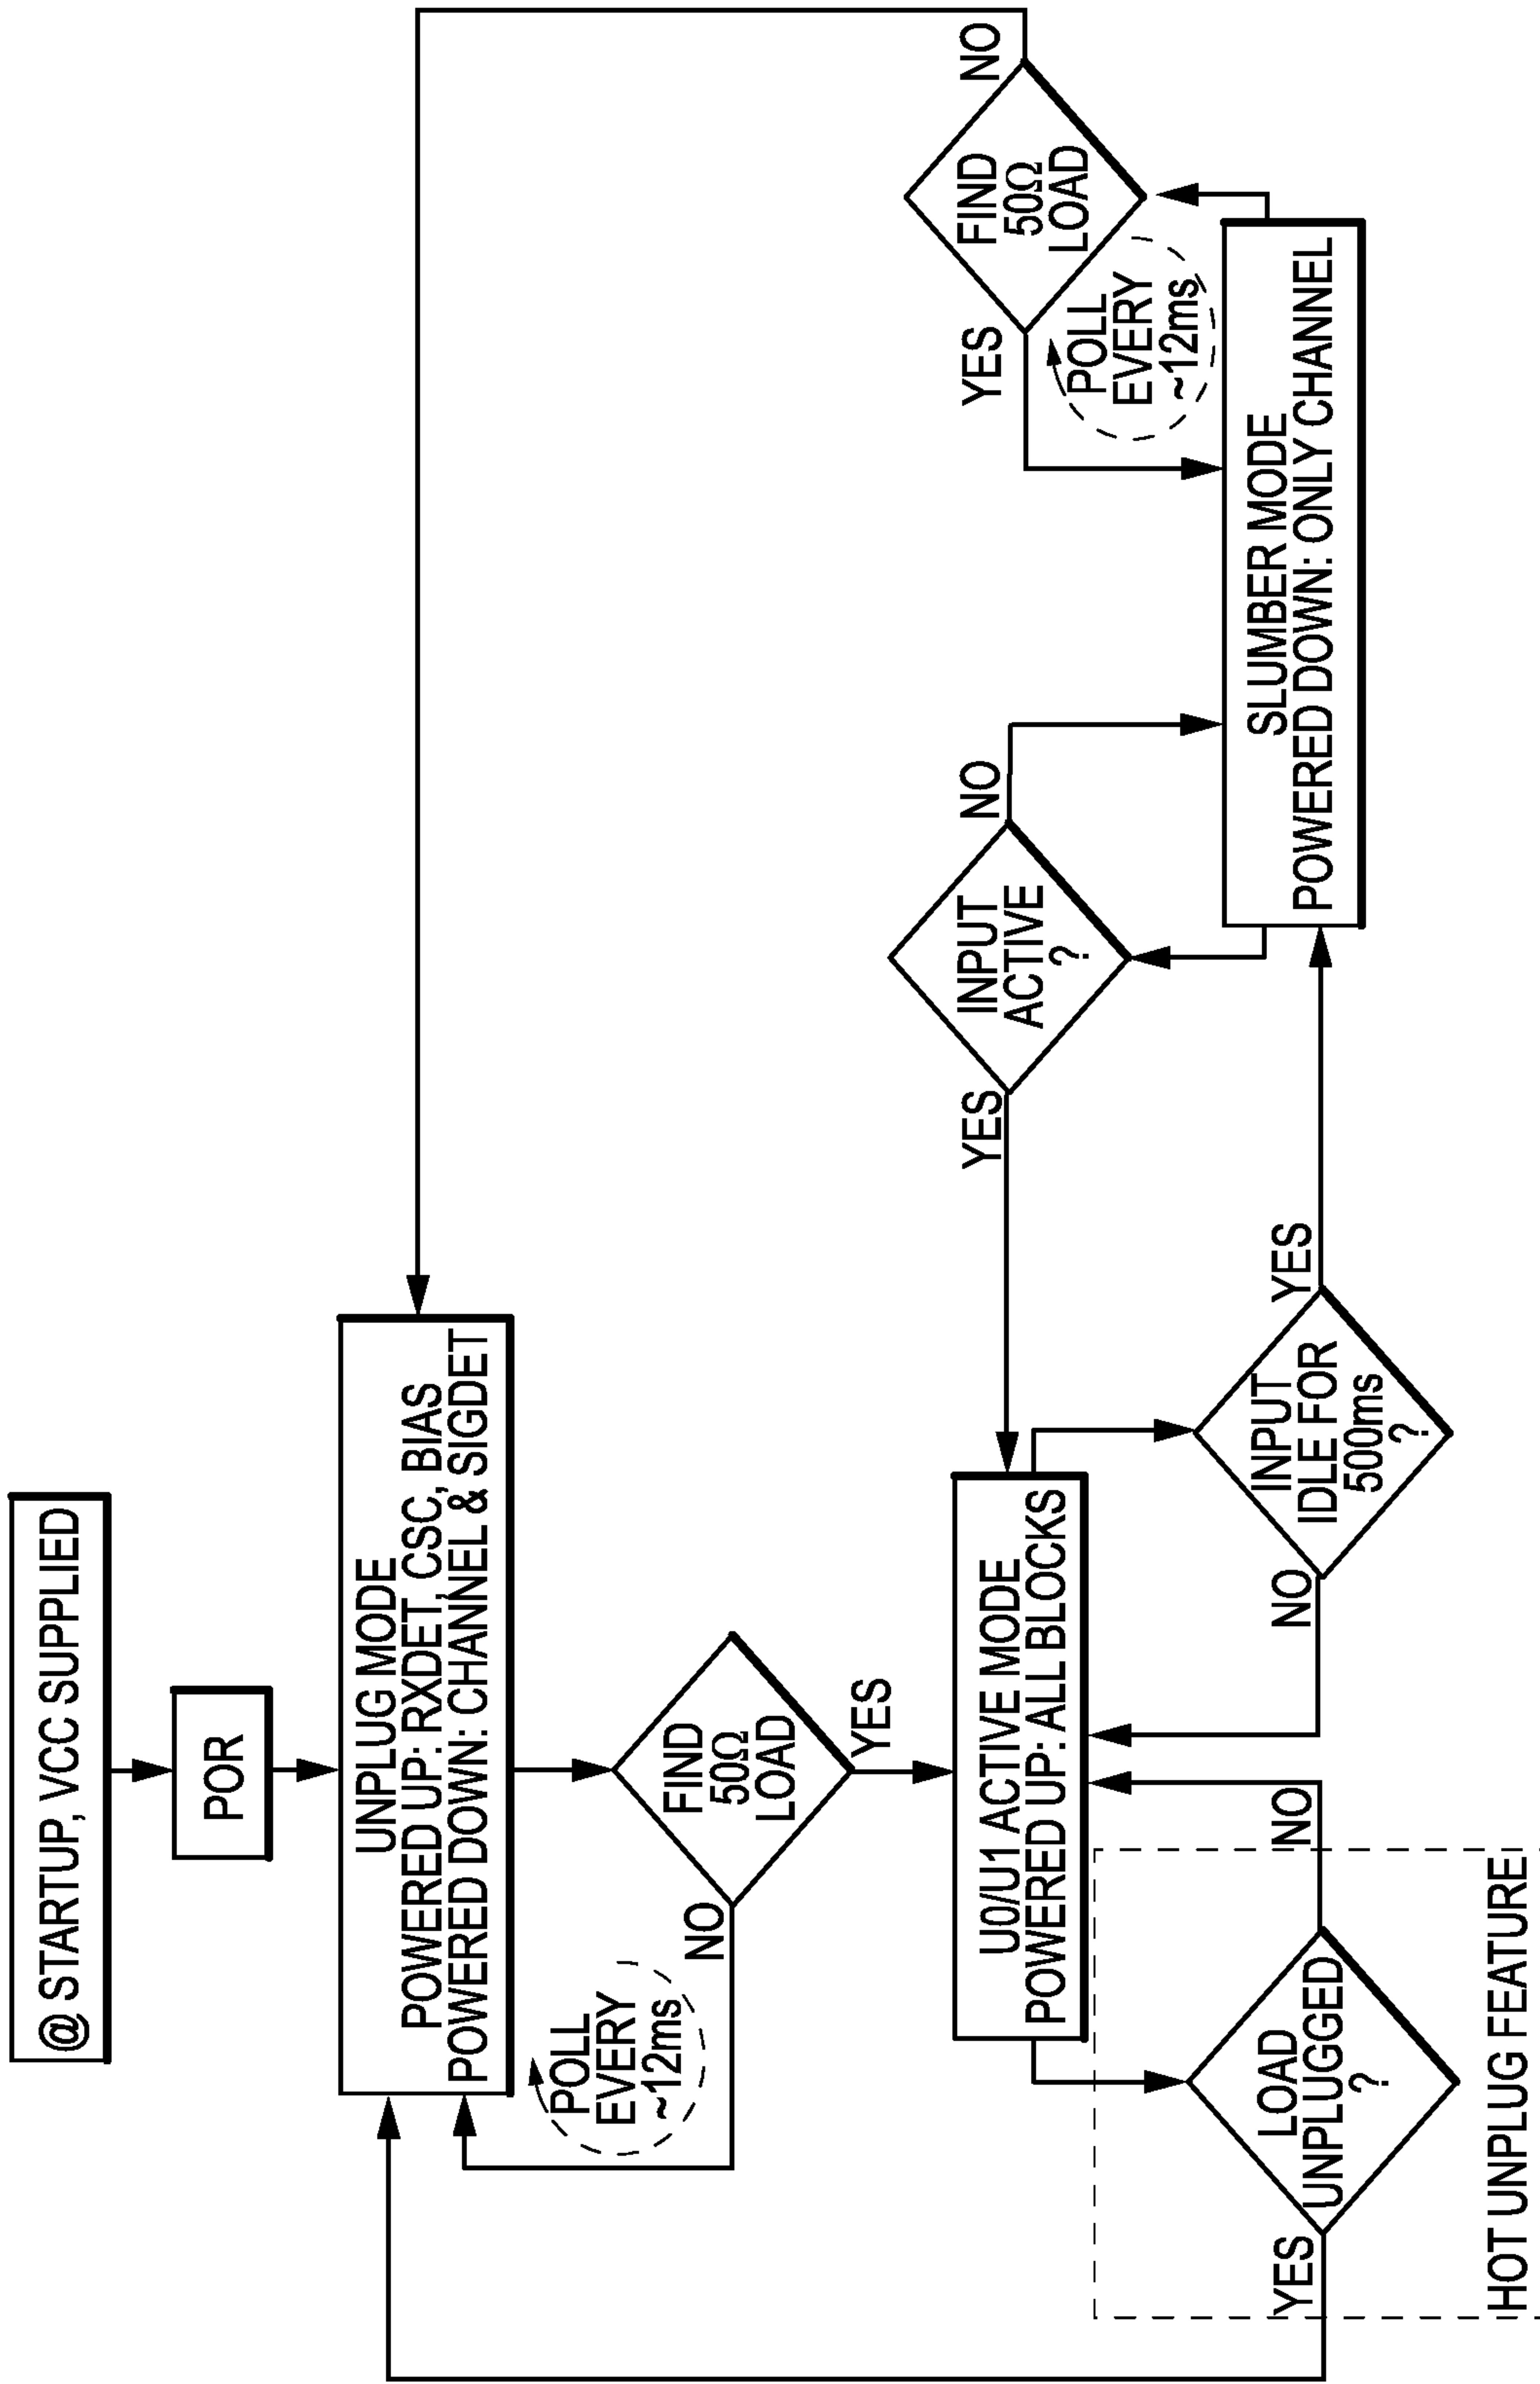 @ STARTUP, VCC SUPPLIED
POR
UNPLUG MODE
POWERED UP: RXDET, CSC, BIAS
POWERED DOWN: CHANNEL & SIGDET
POLL
EVERY
~12ms
NO
FIND
50Ω
LOAD
YES
FIND
50Ω
LOAD
NO
YES
POLL
EVERY
~12ms
U0/U1 ACTIVE MODE
POWERED UP: ALL BLOCKS
YES
INPUT
ACTIVE
?
NO
SLUMBER MODE
POWERED DOWN: ONLY CHANNEL
YES
LOAD
UNPLUGGED
?
NO
NO
INPUT
IDLE FOR
500ms
?
YES
HOT UNPLUG FEATURE